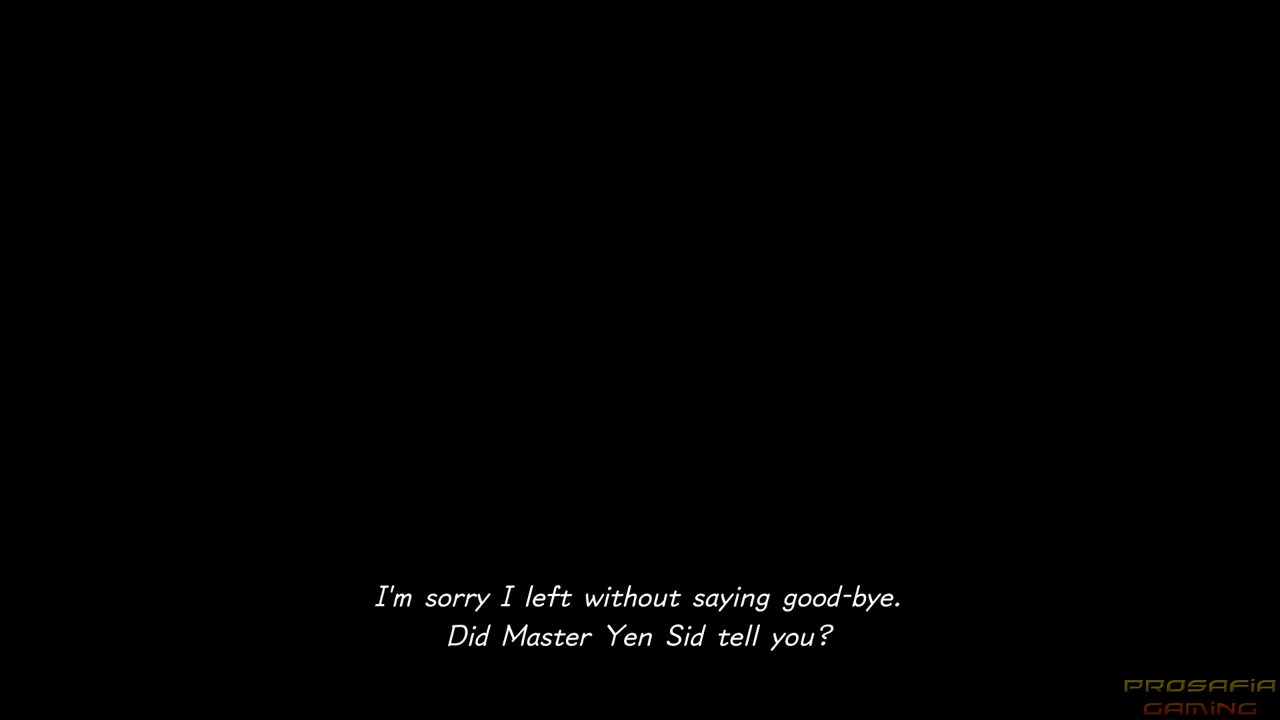 I'm sorry I left without saying good-bye.
Did Master Yen Sid tell you?
PROSAFiA
GAMiNG